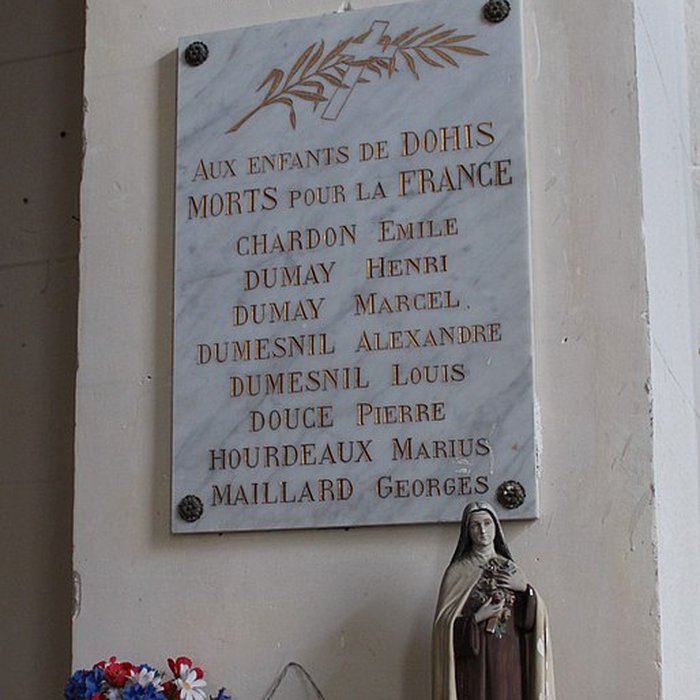 AUX ENFANTS DE DOHIS
MORTS POUR LA FRANCE
CHARDON EMILE
DUMAY HENRI
DUMAY MARCEL
DUMESNIL ALEXANDRE
DUMESNIL LOUIS
DOUCE PIERRE
HOURDEAUX MARIUS
MAILLARD GEORGES